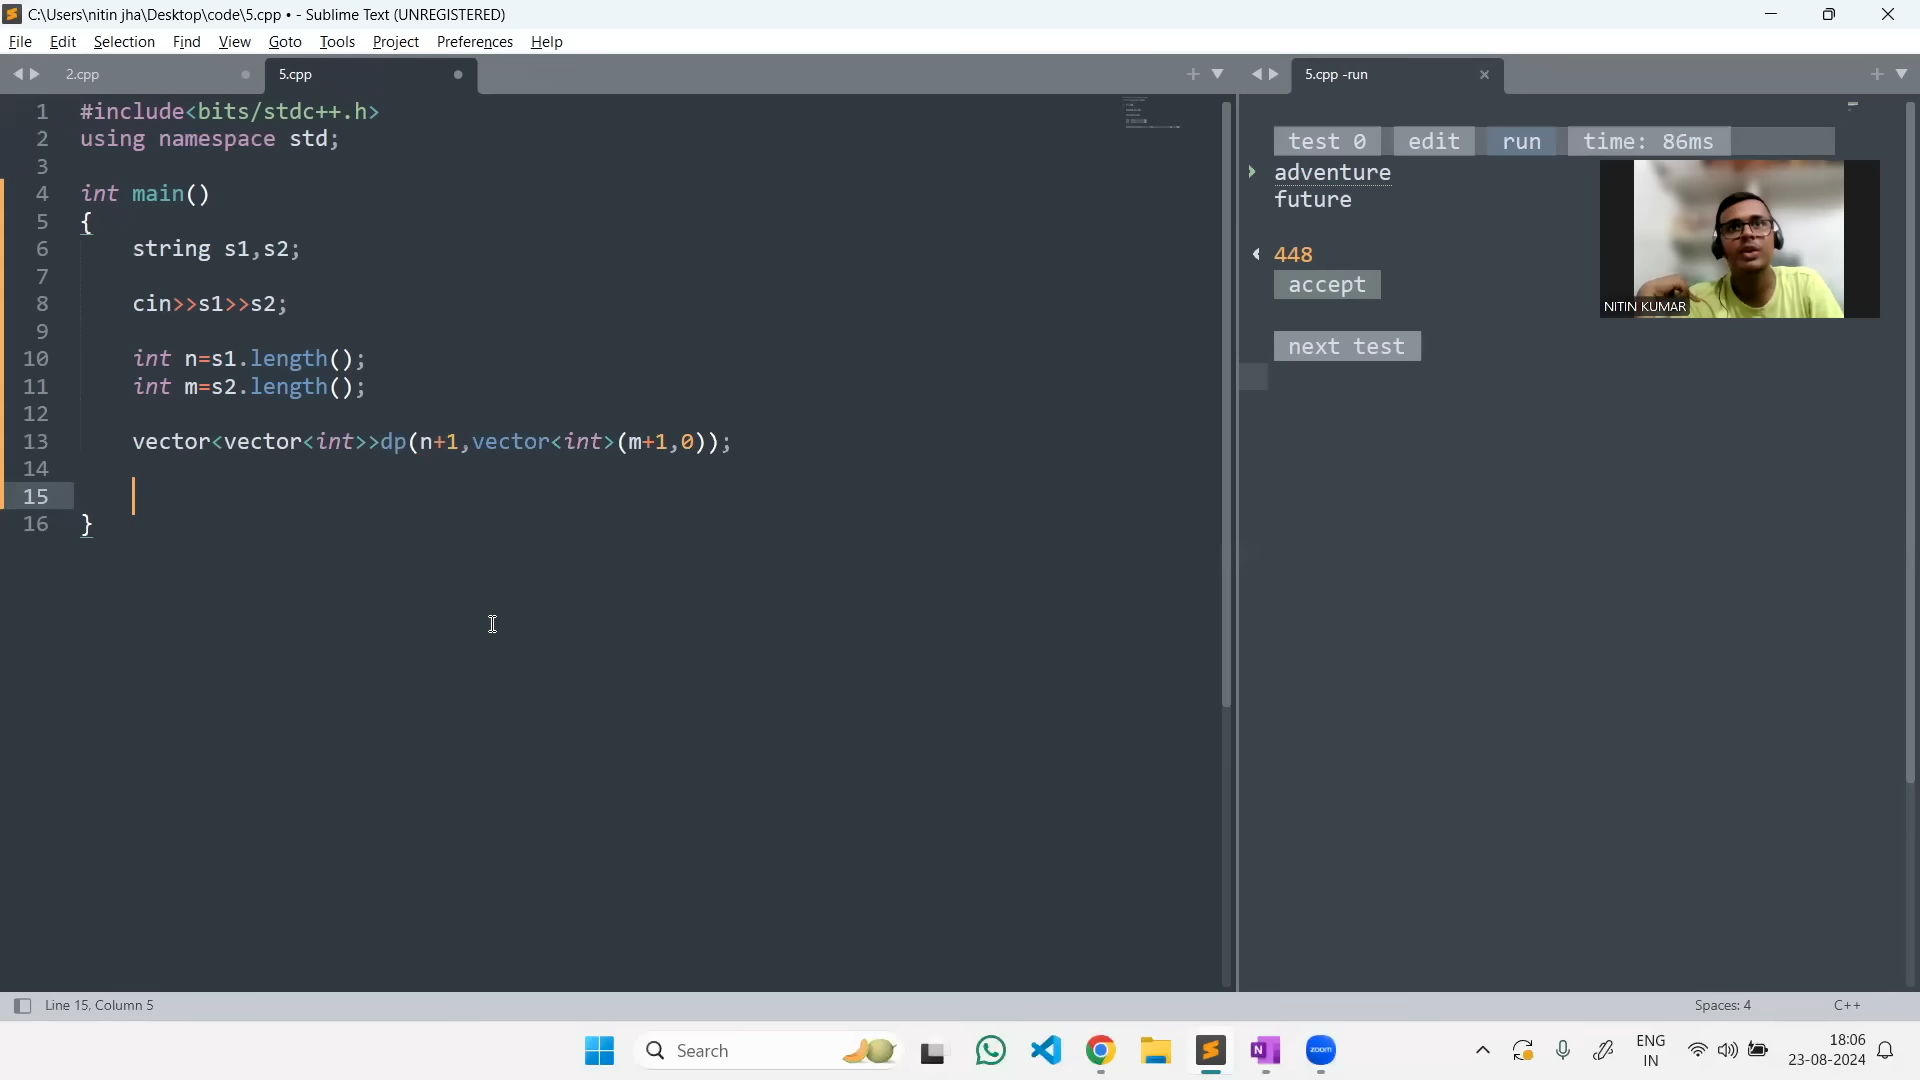 C:\Users\nitin jha\Desktop\code\5.cpp • - Sublime Text (UNREGISTERED)
File Edit Selection Find View Goto Tools Project Preferences Help
2.cpp 5.cpp 5.cpp -run
1 #include<bits/stdc++.h>
2 using namespace std;
3
4 int main()
5 {
6 string s1,s2;
7
8 cin>>s1>>s2;
9
10 int n=s1.length();
11 int m=s2.length();
12
13 vector<vector<int>>dp(n+1,vector<int>(m+1,0));
14
15
16 }
test 0 edit run time: 86ms
adventure
future
448
accept
next test
NITIN KUMAR
Line 15, Column 5 Spaces: 4 C++
Search
zoom
ENG
IN
18:06
23-08-2024